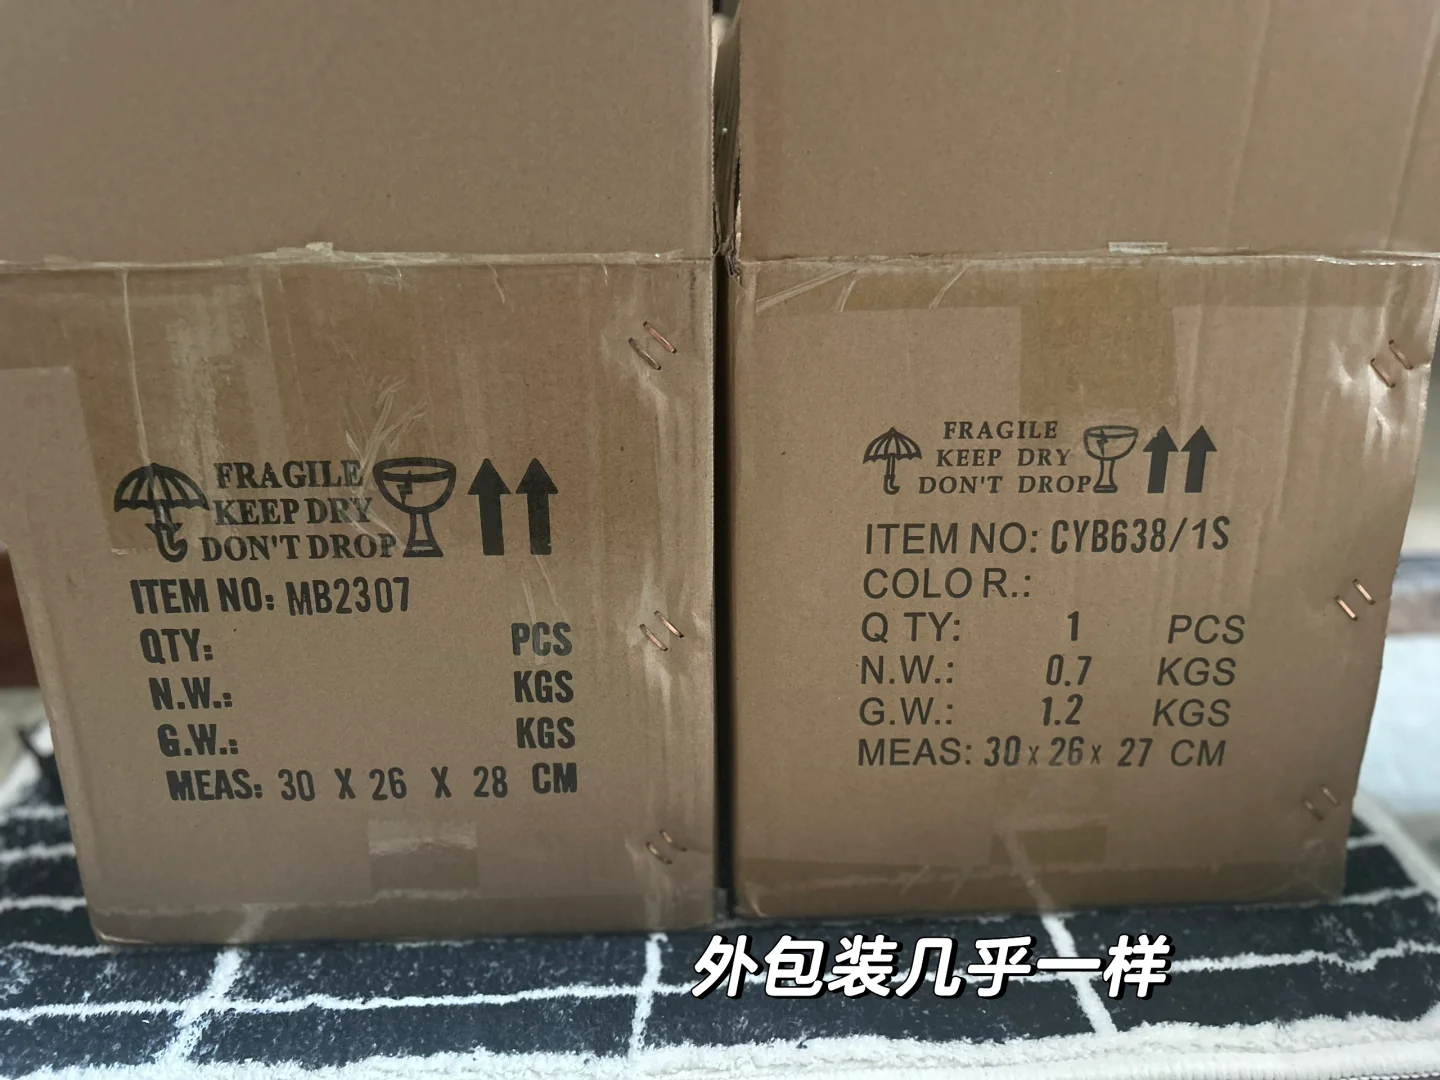 FRAGILE
KEEP DRY
DON'T DROP
ITEM NO: MB2307
QTY: PCS
N.W.: KGS
G.W.: KGS
MEAS: 30 X 26 X 28 CM
FRAGILE
KEEP DRY
DON'T DROP
ITEM NO: CYB638/1S
COLOR.:
Q TY: 1 PCS
N.W.: 0.7 KGS
G.W.: 1.2 KGS
MEAS: 30 x 26 x 27 CM
外包装几乎一样